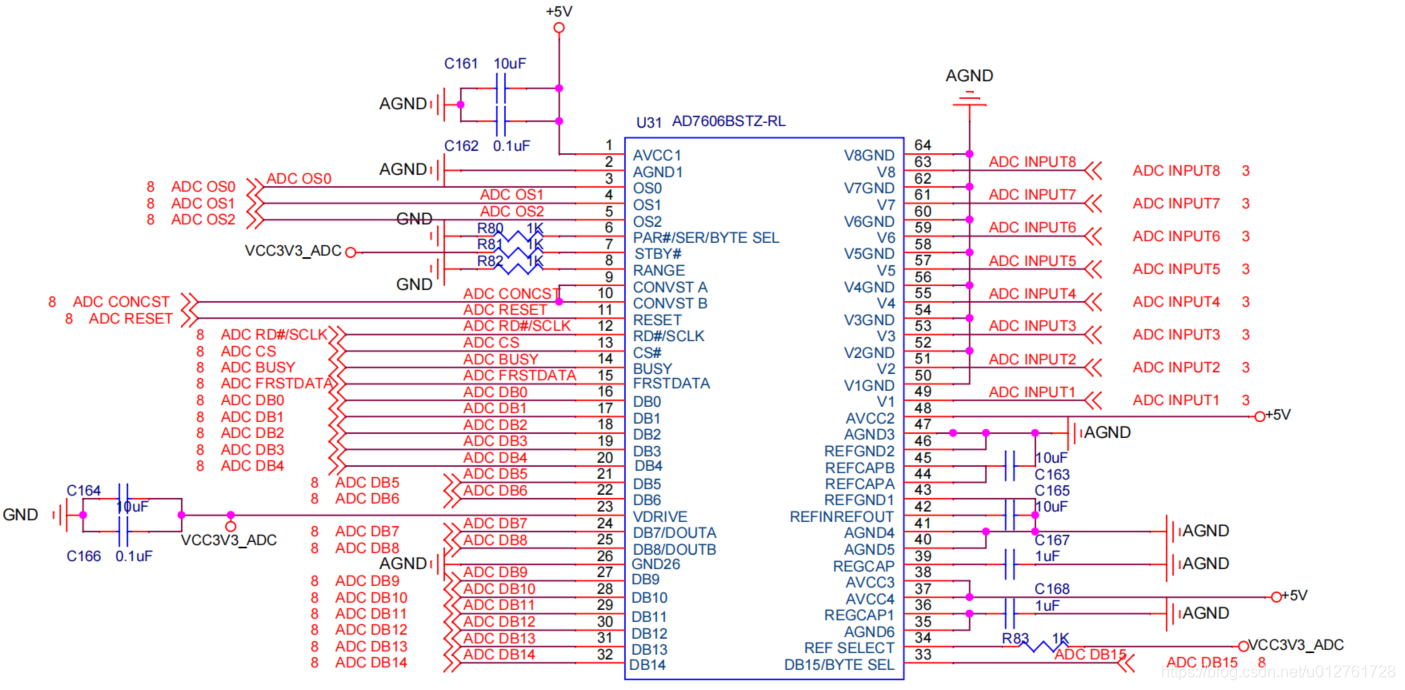 +5V
C161 10uF
AGND
C162 0.1uF
AGND
U31 AD7606BSTZ-RL
AGND
1 AVCC1
2 AGND1
8 ADC OS0 ADC OS0 3 OS0
8 ADC OS1 ADC OS1 4 OS1
8 ADC OS2 ADC OS2 5 OS2
GND R80 1K 6 PAR#/SER/BYTE SEL
VCC3V3_ADC R81 1K 7 STBY#
GND R82 1K 8 RANGE
9 CONVST A
8 ADC CONCST ADC CONCST 10 CONVST B
8 ADC RESET ADC RESET 11 RESET
8 ADC RD#/SCLK ADC RD#/SCLK 12 RD#/SCLK
8 ADC CS ADC CS 13 CS#
8 ADC BUSY ADC BUSY 14 BUSY
8 ADC FRSTDATA ADC FRSTDATA 15 FRSTDATA
8 ADC DB0 ADC DB0 16 DB0
8 ADC DB1 ADC DB1 17 DB1
8 ADC DB2 ADC DB2 18 DB2
8 ADC DB3 ADC DB3 19 DB3
8 ADC DB4 ADC DB4 20 DB4
8 ADC DB5 ADC DB5 21 DB5
8 ADC DB6 ADC DB6 22 DB6
C164 10uF
GND
C166 0.1uF
VCC3V3_ADC
23 VDRIVE
8 ADC DB7 ADC DB7 24 DB7/DOUTA
8 ADC DB8 ADC DB8 25 DB8/DOUTB
AGND 26 GND26
8 ADC DB9 ADC DB9 27 DB9
8 ADC DB10 ADC DB10 28 DB10
8 ADC DB11 ADC DB11 29 DB11
8 ADC DB12 ADC DB12 30 DB12
8 ADC DB13 ADC DB13 31 DB13
8 ADC DB14 ADC DB14 32 DB14
V8GND 64
V8 63 ADC INPUT8 ADC INPUT8 3
V7GND 62
V7 61 ADC INPUT7 ADC INPUT7 3
V6GND 60
V6 59 ADC INPUT6 ADC INPUT6 3
V5GND 58
V5 57 ADC INPUT5 ADC INPUT5 3
V4GND 56
V4 55 ADC INPUT4 ADC INPUT4 3
V3GND 54
V3 53 ADC INPUT3 ADC INPUT3 3
V2GND 52
V2 51 ADC INPUT2 ADC INPUT2 3
V1GND 50
V1 49 ADC INPUT1 ADC INPUT1 3
AVCC2 48 +5V
AGND3 47 AGND
REFGND2 46
REFCAPB 45 10uF
REFCAPA 44 C163
REFGND1 43 C165
REFINREFOUT 42 10uF
AGND4 41 AGND
AGND5 40 C167
REGCAP 39 1uF AGND
AVCC3 38
AVCC4 37 C168 +5V
REGCAP1 36 1uF AGND
AGND6 35
REF SELECT 34 R83 1K VCC3V3_ADC
DB15/BYTE SEL 33 ADC DB15 ADC DB15 8
https://blog.csdn.net/u012761728